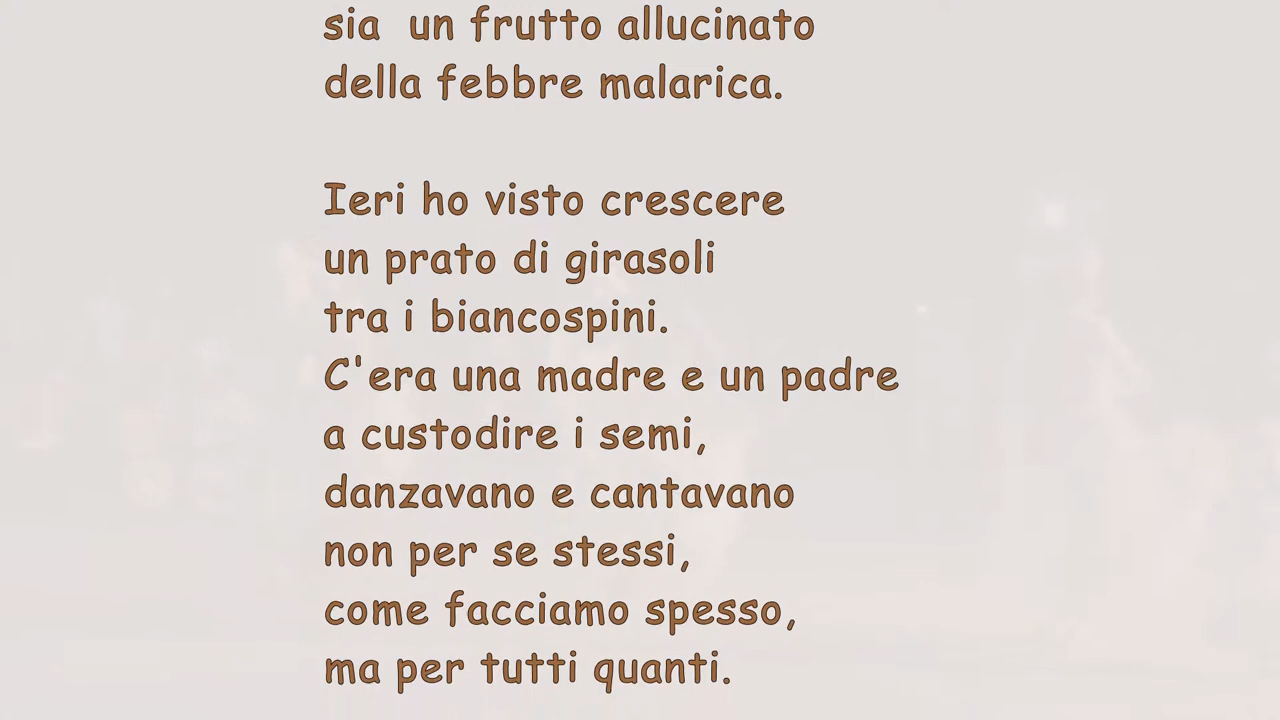 sia  un frutto allucinato
della febbre malarica.

Ieri ho visto crescere
un prato di girasoli
tra i biancospini.
C'era una madre e un padre
a custodire i semi,
danzavano e cantavano
non per se stessi,
come facciamo spesso,
ma per tutti quanti.